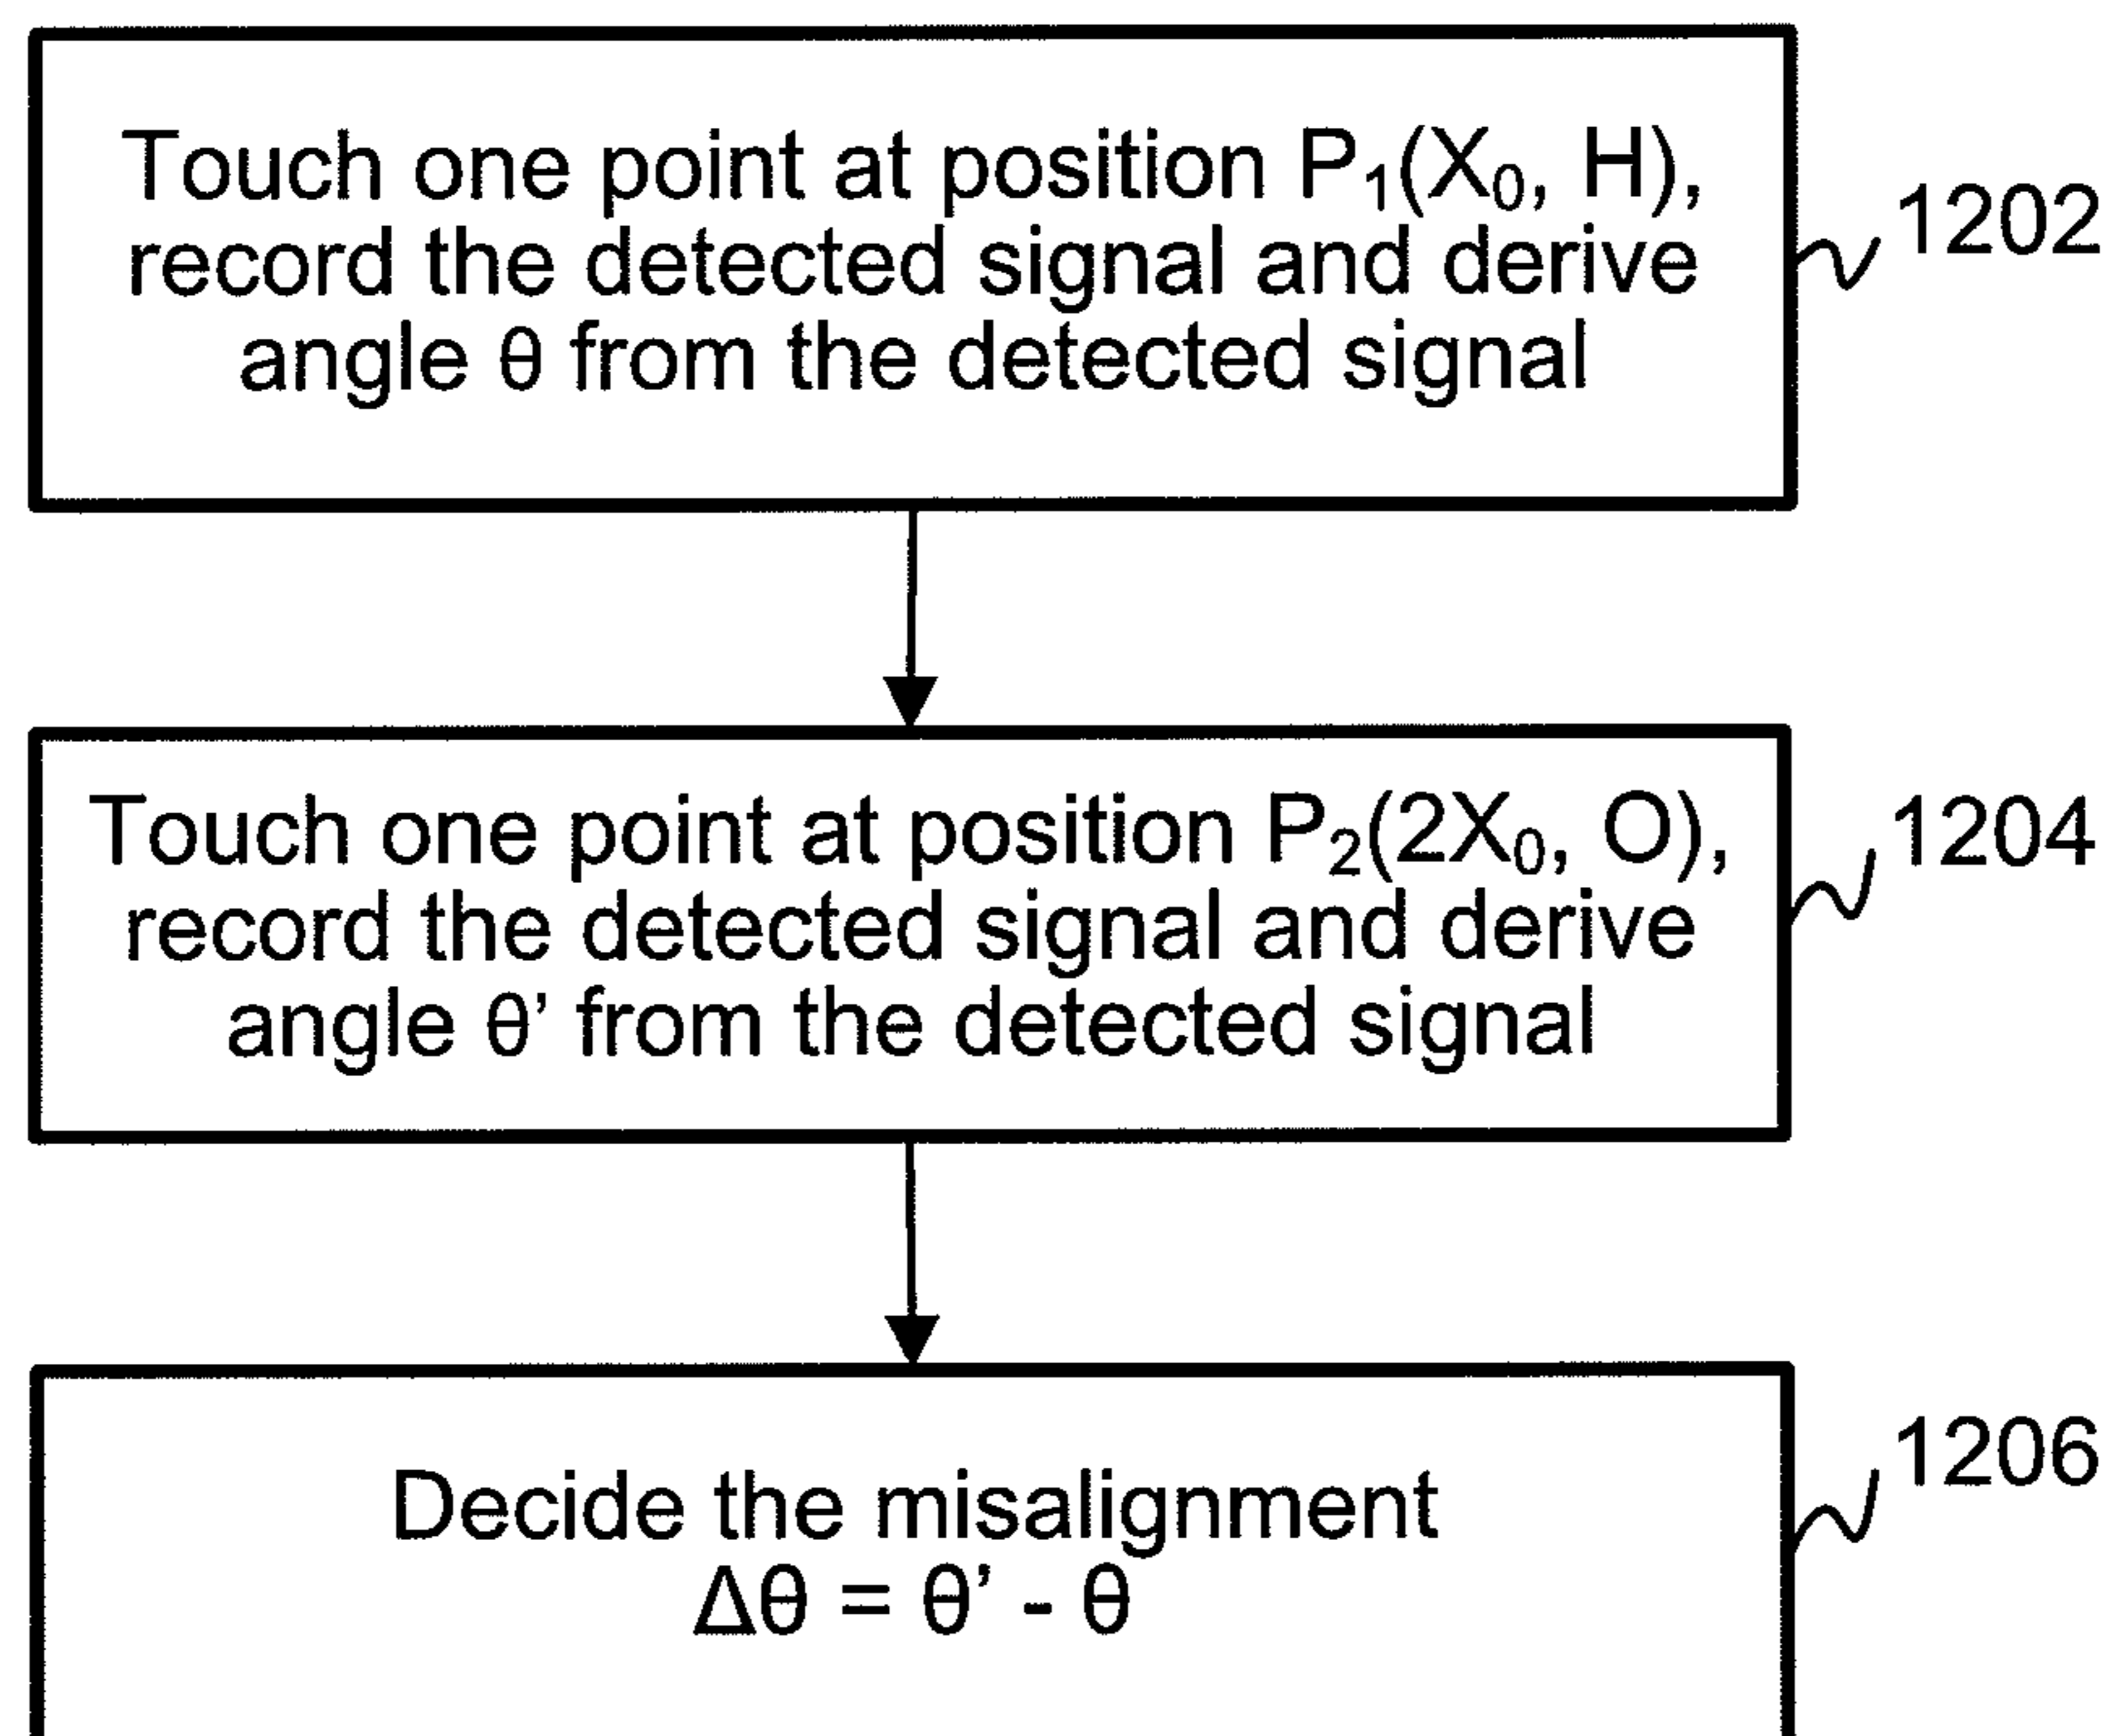 Touch one point at position P₁(X₀, H),
record the detected signal and derive
angle θ from the detected signal
1202
Touch one point at position P₂(2X₀, O),
record the detected signal and derive
angle θ’ from the detected signal
1204
Decide the misalignment
Δθ = θ’ - θ
1206